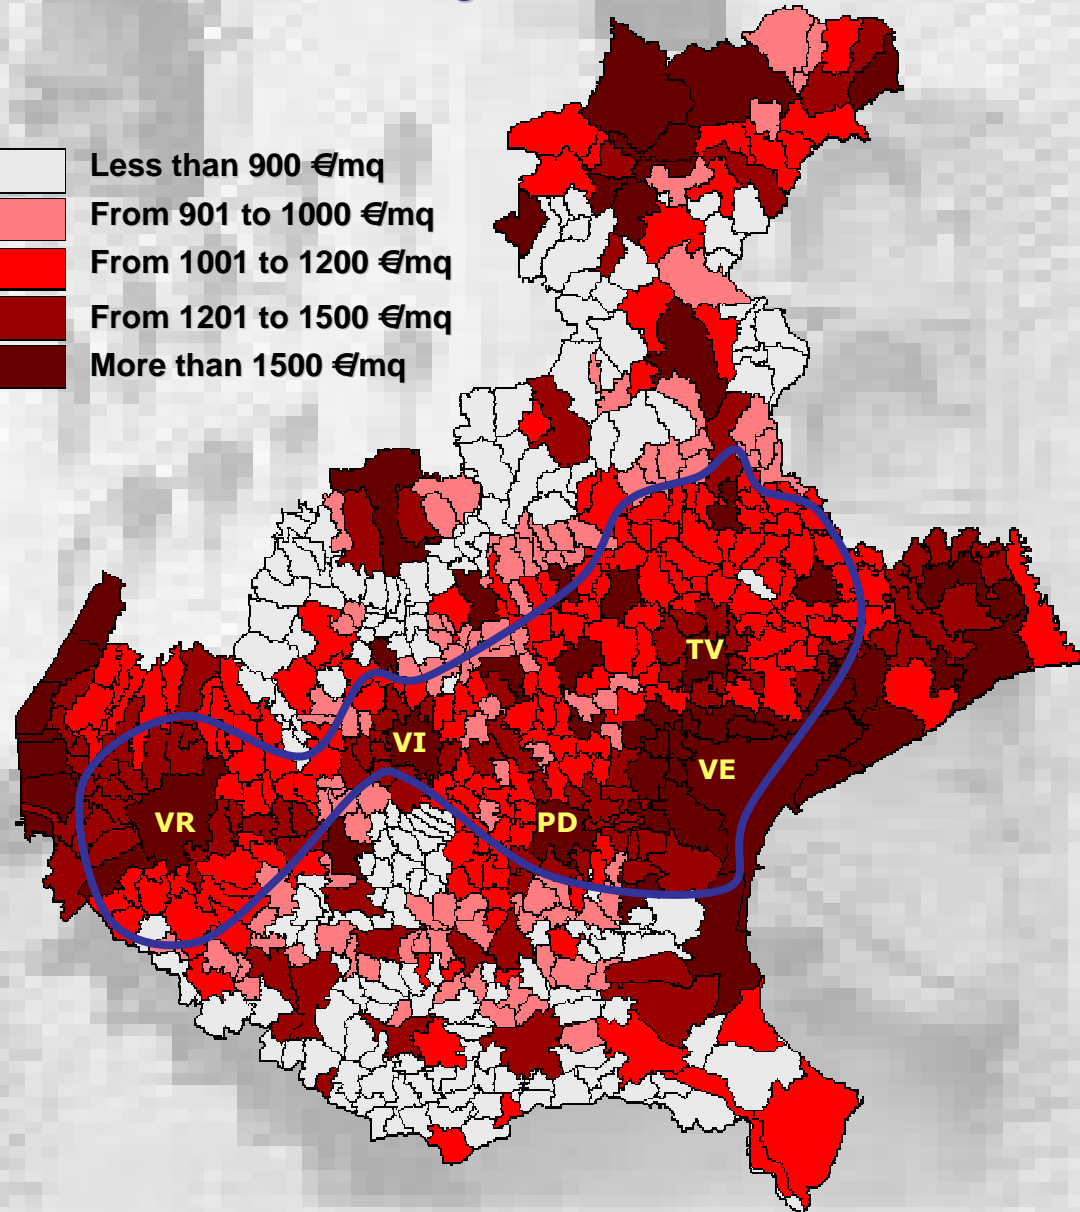 Less than 900 €/mq
From 901 to 1000 €/mq
From 1001 to 1200 €/mq
From 1201 to 1500 €/mq
More than 1500 €/mq
TV
VI
VE
VR
PD